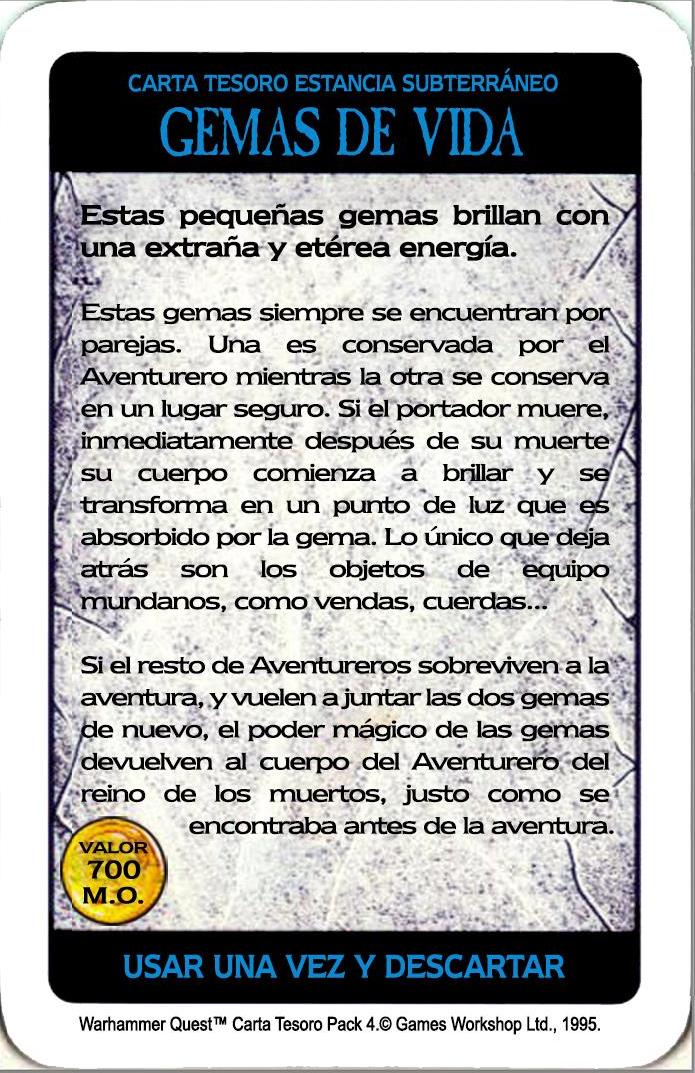 CARTA TESORO ESTANCIA SUBTERRÁNEO
GEMAS DE VIDA
Estas pequeñas gemas brillan con
una extraña y etérea energía.
Estas gemas siempre se encuentran por
parejas. Una es conservada por el
Aventurero mientras la otra se conserva
en un lugar seguro. Si el portador muere,
inmediatamente después de su muerte
su cuerpo comienza a brillar y se
transforma en un punto de luz que es
absorbido por la gema. Lo único que deja
atrás son los objetos de equipo
mundanos, como vendas, cuerdas...
Si el resto de Aventureros sobreviven a la
aventura, y vuelen a juntar las dos gemas
de nuevo, el poder mágico de las gemas
devuelven al cuerpo del Aventurero del
reino de los muertos, justo como se
encontraba antes de la aventura.
VALOR
700
M.O.
USAR UNA VEZ Y DESCARTAR
Warhammer Quest™ Carta Tesoro Pack 4.© Games Workshop Ltd., 1995.